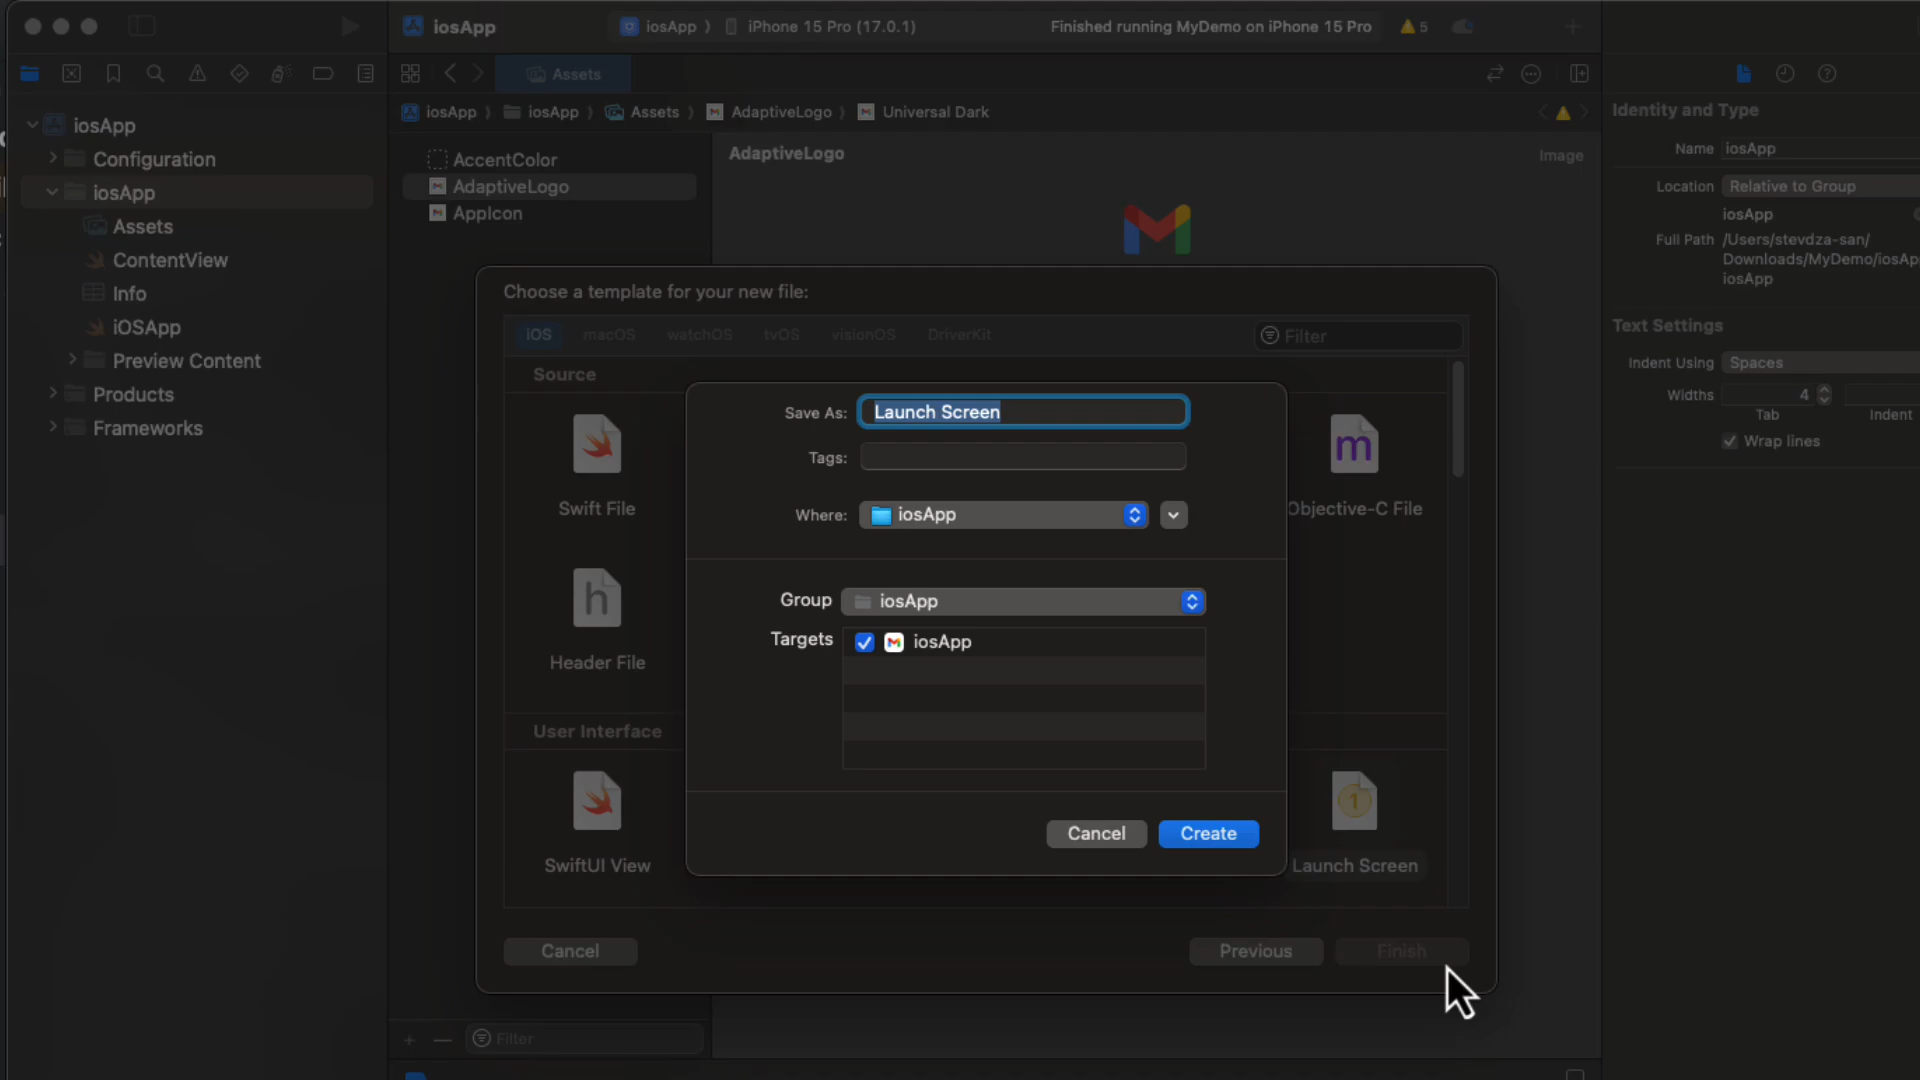 iosApp
iosApp
iPhone 15 Pro (17.0.1)
Finished running MyDemo on iPhone 15 Pro
5
Assets
iosApp
iosApp
Assets
AdaptiveLogo
Universal Dark
iosApp
Configuration
iosApp
Assets
ContentView
Info
iOSApp
Preview Content
Products
Frameworks
AccentColor
AdaptiveLogo
AppIcon
AdaptiveLogo
Image
Choose a template for your new file:
iOS
macOS
watchOS
tvOS
visionOS
DriverKit
Filter
Source
Swift File
Objective-C File
h
m
Header File
User Interface
SwiftUI View
1
Launch Screen
Save As:
Launch Screen
Tags:
Where:
iosApp
Group
iosApp
Targets
iosApp
Cancel
Create
Cancel
Previous
Finish
Filter
Identity and Type
Name
iosApp
Location
Relative to Group
iosApp
Full Path
/Users/stevdza-san/
Downloads/MyDemo/iosAp
iosApp
Text Settings
Indent Using
Spaces
Widths
4
Tab
Indent
Wrap lines